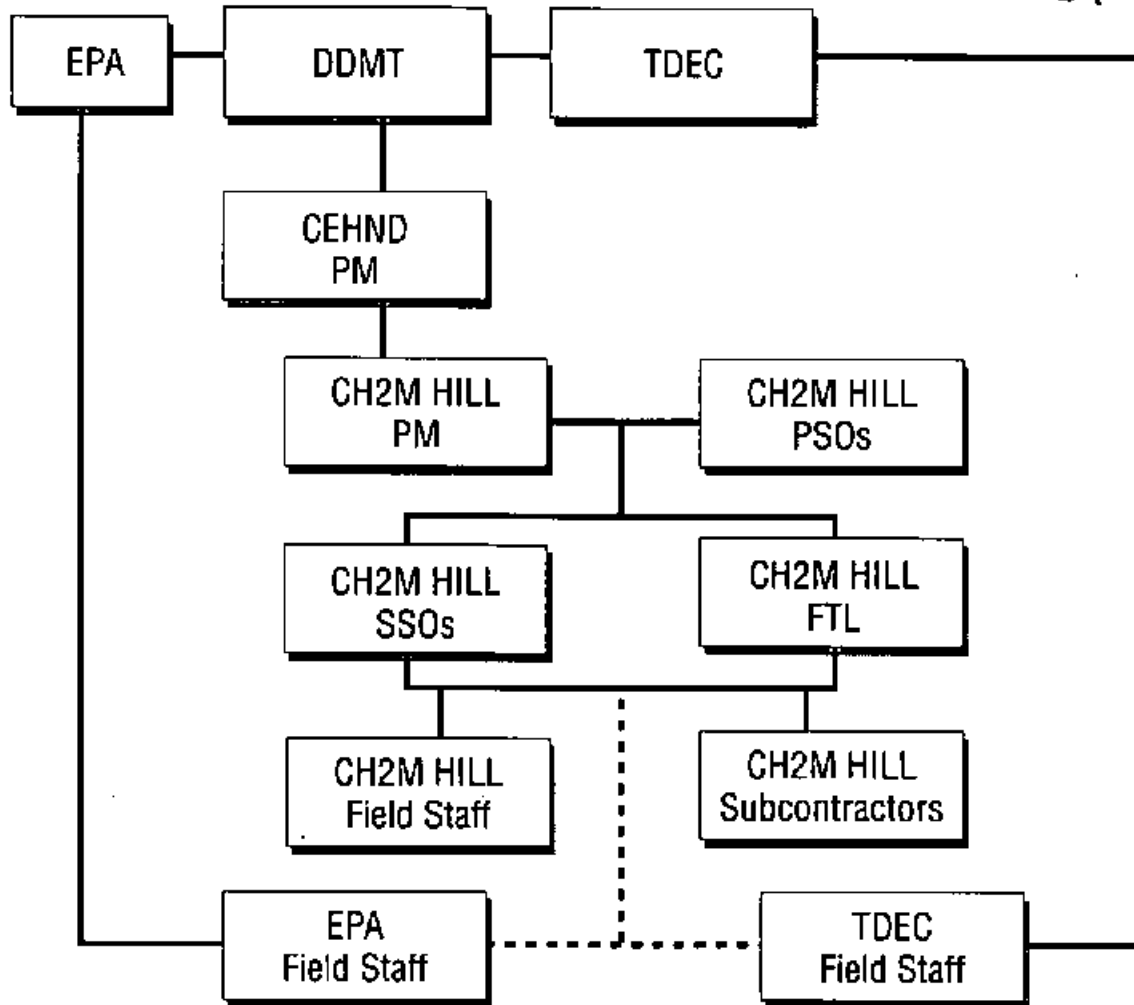 EPA
DDMT
TDEC
CEHND
PM
CH2M HILL
PM
CH2M HILL
PSOs
CH2M HILL
SSOs
CH2M HILL
FTL
CH2M HILL
Field Staff
CH2M HILL
Subcontractors
EPA
Field Staff
TDEC
Field Staff